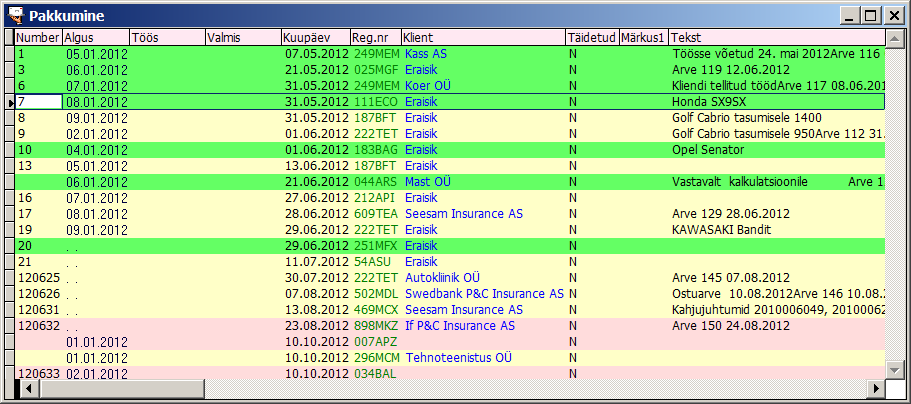 Pakkumine
Number Algus Töös Valmis Kuupäev Reg.nr Klient Täidetud Märkus1 Tekst
1 05.01.2012 07.05.2012 249MEM Kass AS N Töösse võetud 24. mai 2012Arve 116
3 06.01.2012 21.05.2012 025MGF Eraisik N Arve 119 12.06.2012
6 07.01.2012 31.05.2012 249MEM Koer OÜ N Kliendi tellitud töödArve 117 08.06.201
7 08.01.2012 31.05.2012 111ECO Eraisik N Honda SX9SX
8 09.01.2012 31.05.2012 187BFT Eraisik N Golf Cabrio tasumisele 1400
9 02.01.2012 01.06.2012 222TET Eraisik N Golf Cabrio tasumisele 950Arve 112 31.
10 04.01.2012 01.06.2012 183BAG Eraisik N Opel Senator
13 05.01.2012 13.06.2012 187BFT Eraisik N
06.01.2012 21.06.2012 044ARS Mast OÜ N Vastavalt kalkulatsioonile Arve 1
16 07.01.2012 27.06.2012 212API Eraisik N
17 08.01.2012 28.06.2012 609TEA Seesam Insurance AS N Arve 129 28.06.2012
19 09.01.2012 29.06.2012 222TET Eraisik N KAWASAKI Bandit
20 . . 29.06.2012 251MFX Eraisik N
21 . . 11.07.2012 54ASU Eraisik N
120625 . . 30.07.2012 222TET Autokliinik OÜ N Arve 145 07.08.2012
120626 . . 07.08.2012 502MDL Swedbank P&C Insurance AS N Ostuarve 10.08.2012Arve 146 10.08.2
120631 . . 13.08.2012 469MCX Seesam Insurance AS N Kahjujuhtumid 2010006049, 20100062
120632 . . 23.08.2012 898MKZ If P&C Insurance AS N Arve 150 24.08.2012
01.01.2012 10.10.2012 007APZ N
01.01.2012 10.10.2012 296MCM Tehnoteenistus OÜ N
120633 02.01.2012 10.10.2012 034BAL N